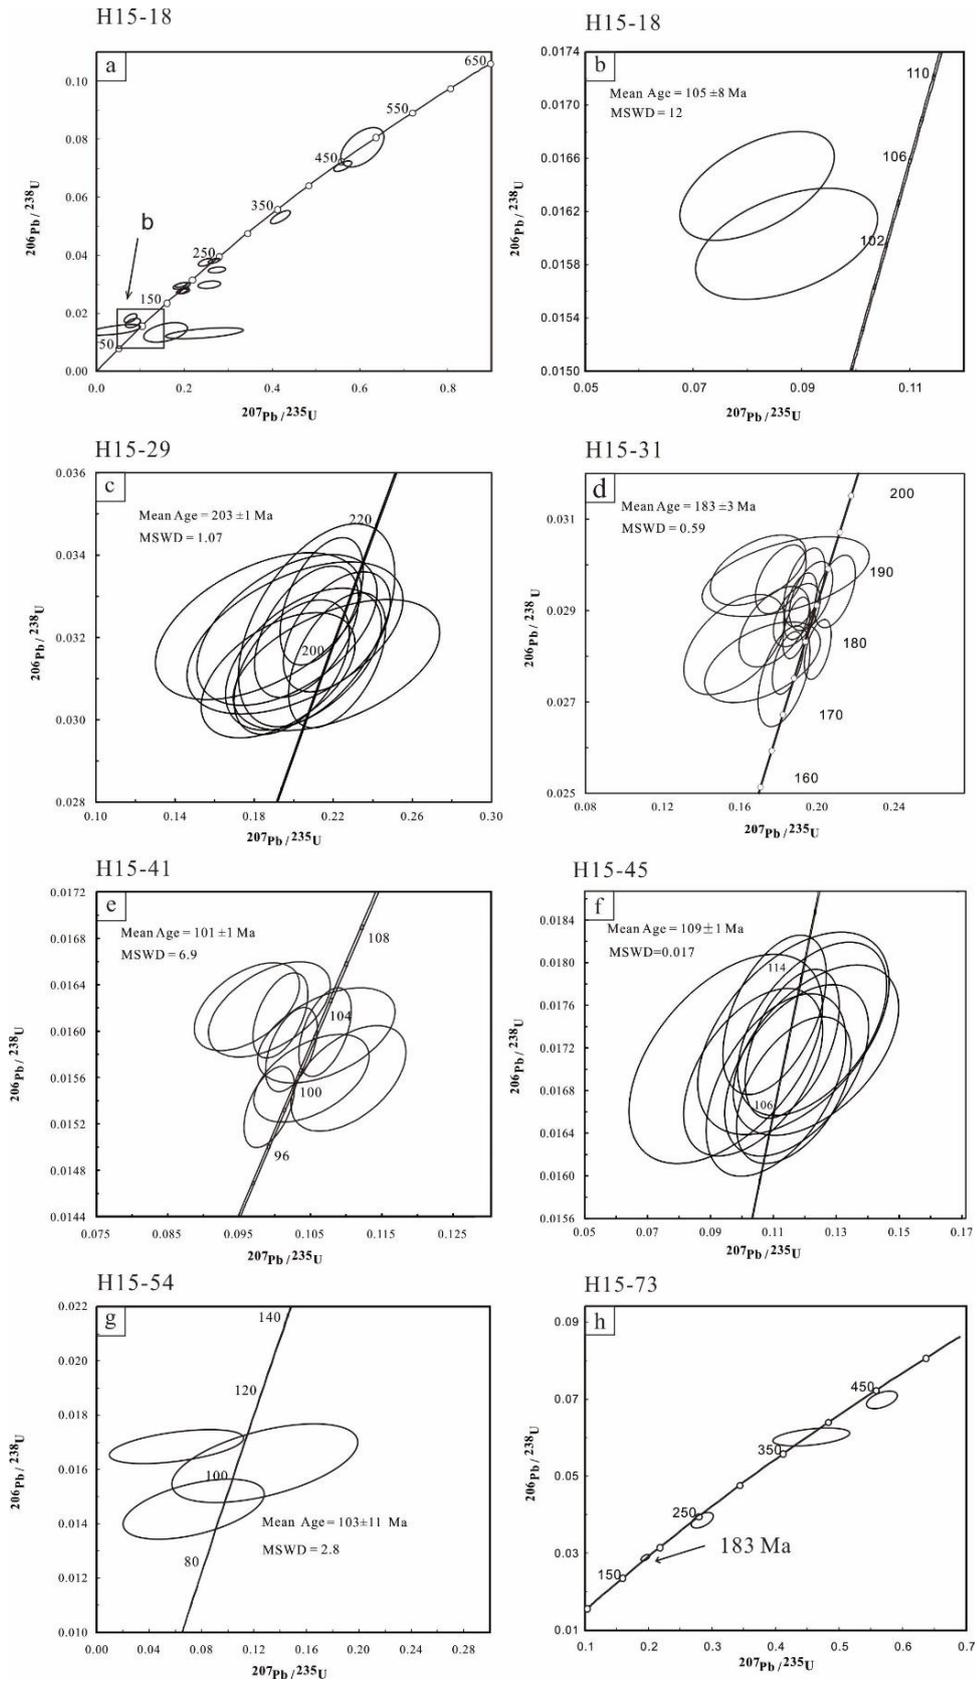 H15-18
a
0.10
0.08
0.06
0.04
0.02
0.00
0.0
0.2
0.4
0.6
0.8
650
550
450
350
250
150
50
b
206Pb/238U
207Pb/235U
H15-18
b
Mean Age = 105 ±8 Ma
MSWD = 12
0.0174
0.0170
0.0166
0.0162
0.0158
0.0154
0.0150
0.05
0.07
0.09
0.11
110
106
102
206Pb/238U
207Pb/235U
H15-29
c
Mean Age = 203 ±1 Ma
MSWD = 1.07
0.036
0.034
0.032
0.030
0.028
0.10
0.14
0.18
0.22
0.26
0.30
220
200
206Pb/238U
207Pb/235U
H15-31
d
Mean Age = 183 ±3 Ma
MSWD = 0.59
0.031
0.029
0.027
0.025
0.08
0.12
0.16
0.20
0.24
200
190
180
170
160
206Pb/238U
207Pb/235U
H15-41
e
Mean Age = 101 ±1 Ma
MSWD = 6.9
0.0172
0.0168
0.0164
0.0160
0.0156
0.0152
0.0148
0.0144
0.075
0.085
0.095
0.105
0.115
0.125
108
104
100
96
206Pb/238U
207Pb/235U
H15-45
f
Mean Age = 109±1 Ma
MSWD=0.017
0.0184
0.0180
0.0176
0.0172
0.0168
0.0164
0.0160
0.0156
0.05
0.07
0.09
0.11
0.13
0.15
0.17
114
106
206Pb/238U
207Pb/235U
H15-54
g
0.022
0.020
0.018
0.016
0.014
0.012
0.010
0.00
0.04
0.08
0.12
0.16
0.20
0.24
0.28
140
120
100
80
Mean Age = 103±11 Ma
MSWD = 2.8
206Pb/238U
207Pb/235U
H15-73
h
0.09
0.07
0.05
0.03
0.01
0.1
0.2
0.3
0.4
0.5
0.6
0.7
450
350
250
150
183 Ma
206Pb/238U
207Pb/235U